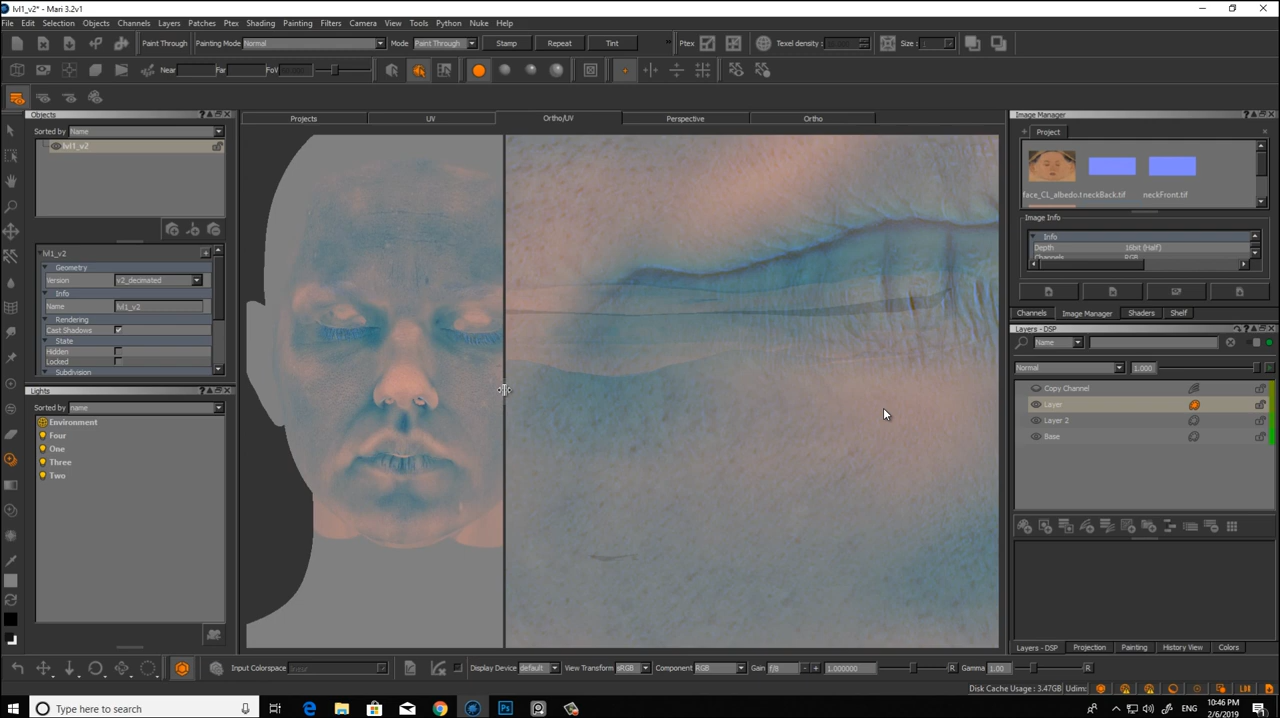 lvl1_v2* - Mari 3.2v1
File Edit Selection Objects Channels Layers Patches Ptex Shading Painting Filters Camera View Tools Python Nuke Help
Paint Through Painting Mode Normal Mode Paint Through Stamp Repeat Tint Ptex Texel density: Size :
Near Far FoV
Objects
Sorted by Name
lvl1_v2
lvl1_v2
Geometry
Version v2_decimated
Info
Name lvl1_v2
Rendering
Cast Shadows
State
Hidden
Locked
Subdivision
Lights
Sorted by name
Environment
Four
One
Three
Two
Projects UV Ortho/UV Perspective Ortho
Image Manager
Project
face_CL_albedo.t neckBack.tif neckFront.tif
Image Info
Info
Depth 16bit (Half)
Channels RGB
Channels Image Manager Shaders Shelf
Layers - DSP
Name
Normal 1.000
Copy Channel
Layer
Layer 2
Base
Layers - DSP Projection Painting History View Colors
Input Colorspace linear Display Device default View Transform sRGB Component RGB Gain f/8 - + 1.000000 R Gamma 1.00 R
Disk Cache Usage : 3.47GB Udim:
Type here to search
ENG
10:46 PM
2/6/2019